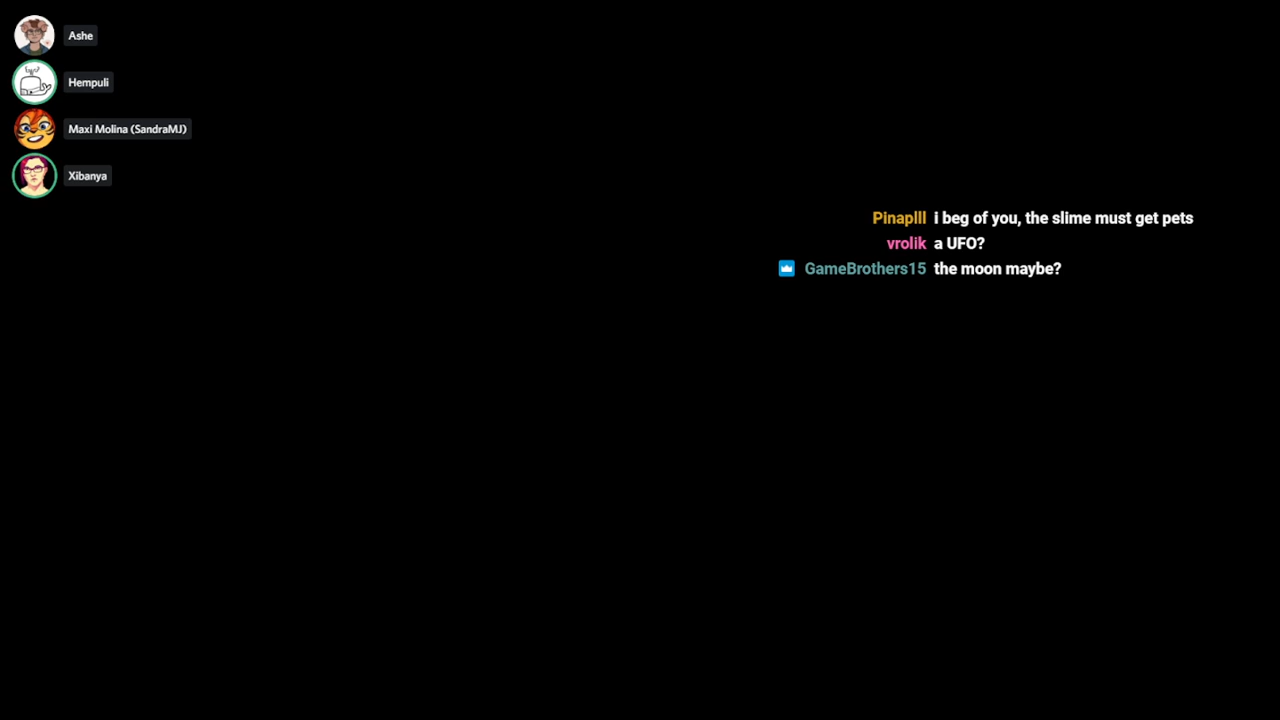 Ashe
Hempuli
Maxi Molina (SandraMJ)
Xibanya
Pinaplll i beg of you, the slime must get pets
vrolik a UFO?
GameBrothers15 the moon maybe?